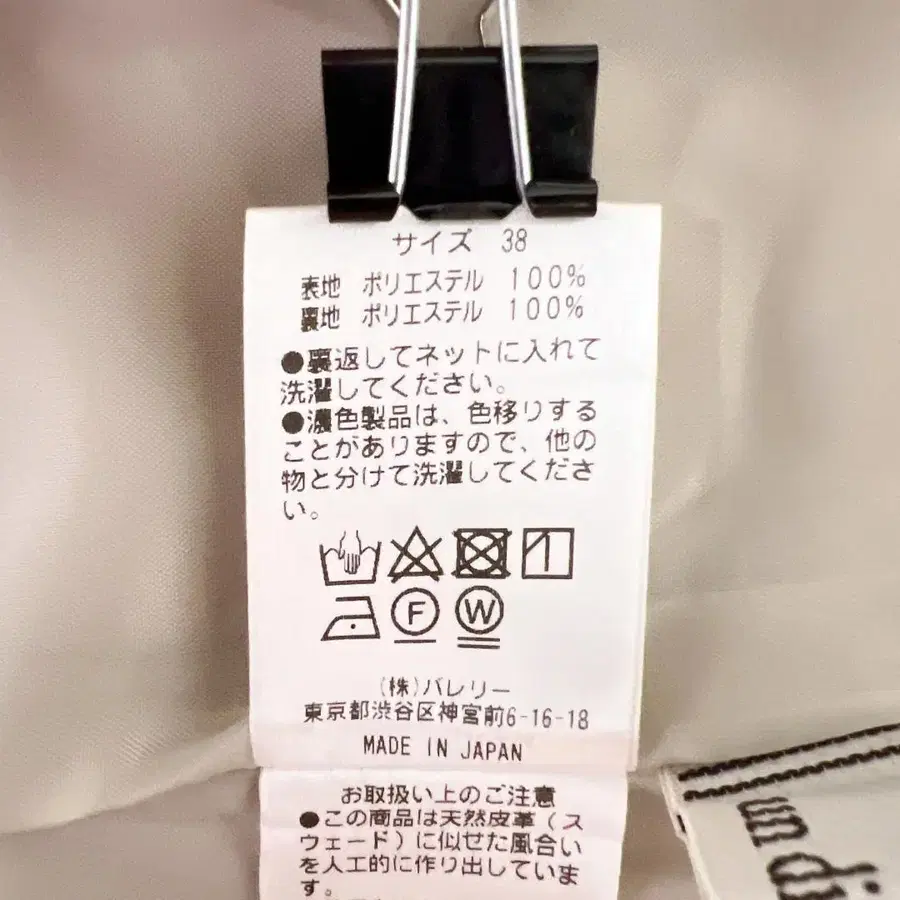 サイズ 38
表地 ポリエステル 100%
裏地 ポリエステル 100%
●裏返してネットに入れて
洗濯してください。
●濃色製品は、色移りする
ことがありますので、他の
物と分けて洗濯してくださ
い。
F W
(株)バレリー
東京都渋谷区神宮前6-16-18
MADE IN JAPAN
お取扱い上のご注意
●この商品は天然皮革(ス
ウェード)に似せた風合い
を人工的に作り出していま
す。
un di